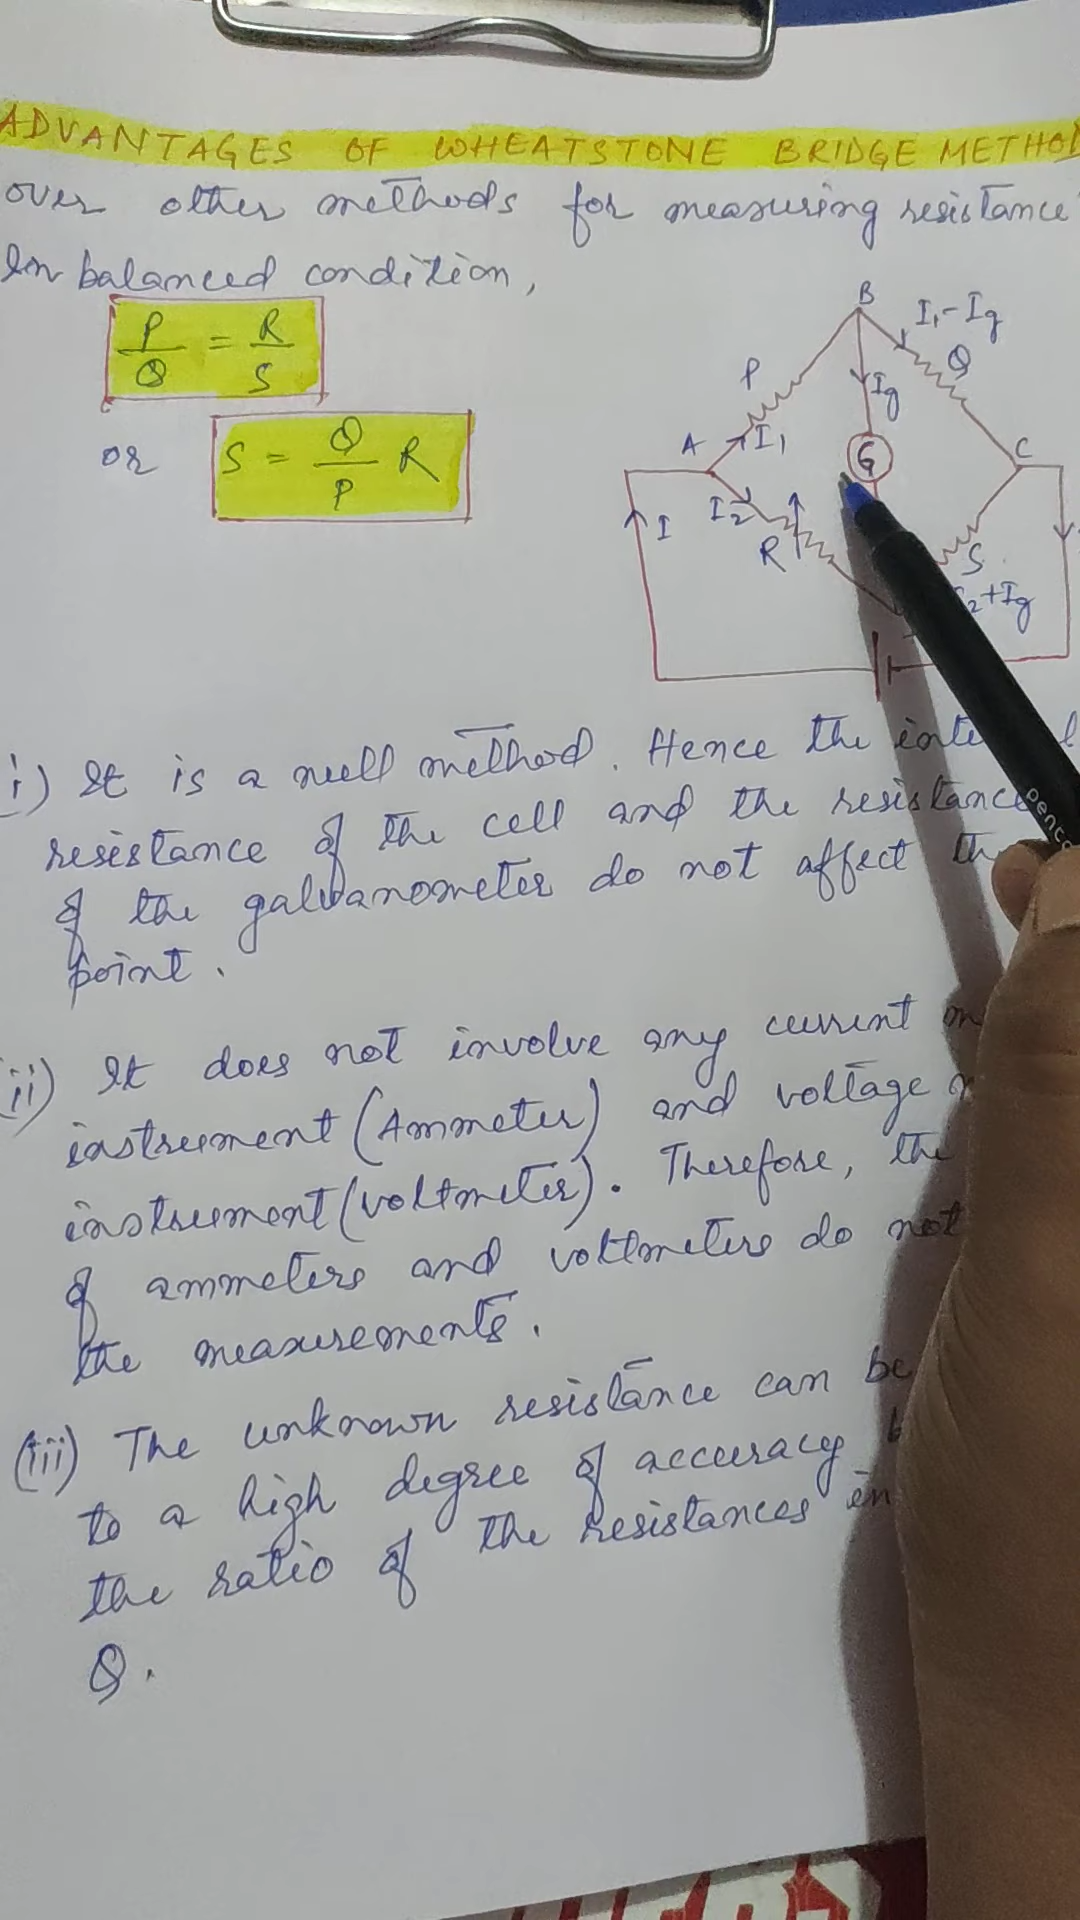 ADVANTAGES OF WHEATSTONE BRIDGE METHOD
over other methods for measuring resistance
In balanced condition,
P/Q = R/S
or S = Q/P R
B
I1-Ig
P
Q
Ig
A
I1
G
C
I2
I
R
S
I2+Ig
i) It is a null method. Hence the
resistance of the cell and the resistance
of the galvanometer do not affect
point.
ii) It does not involve any current
instrument (Ammeter) and voltage
instrument (voltmeter). Therefore, the
of ammeters and voltmeters do not
the measurements.
(iii) The unknown resistance can be
to a high degree of accuracy
the ratio of the resistances in
Q.